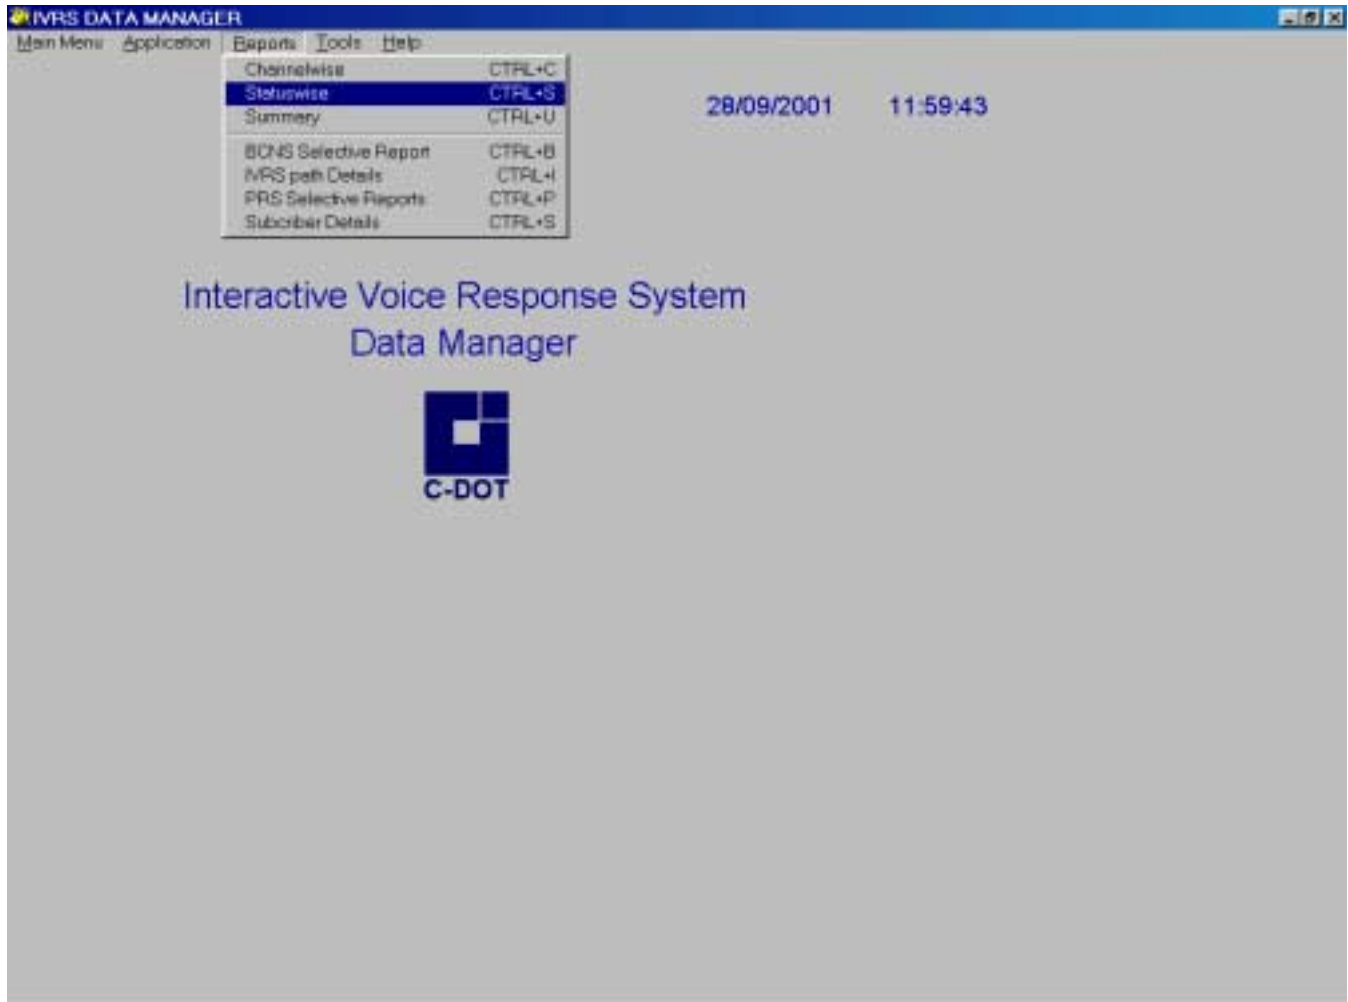 IVRS DATA MANAGER
Main Menu Application Reports Tools Help
Channelwise CTRL+C
Statuswise CTRL+S
Summary CTRL+U
28/09/2001 11:59:43
BCNS Selective Report CTRL+B
IVRS path Details CTRL+I
PRS Selective Reports CTRL+P
Subcriber Details CTRL+S
Interactive Voice Response System
Data Manager
C-DOT